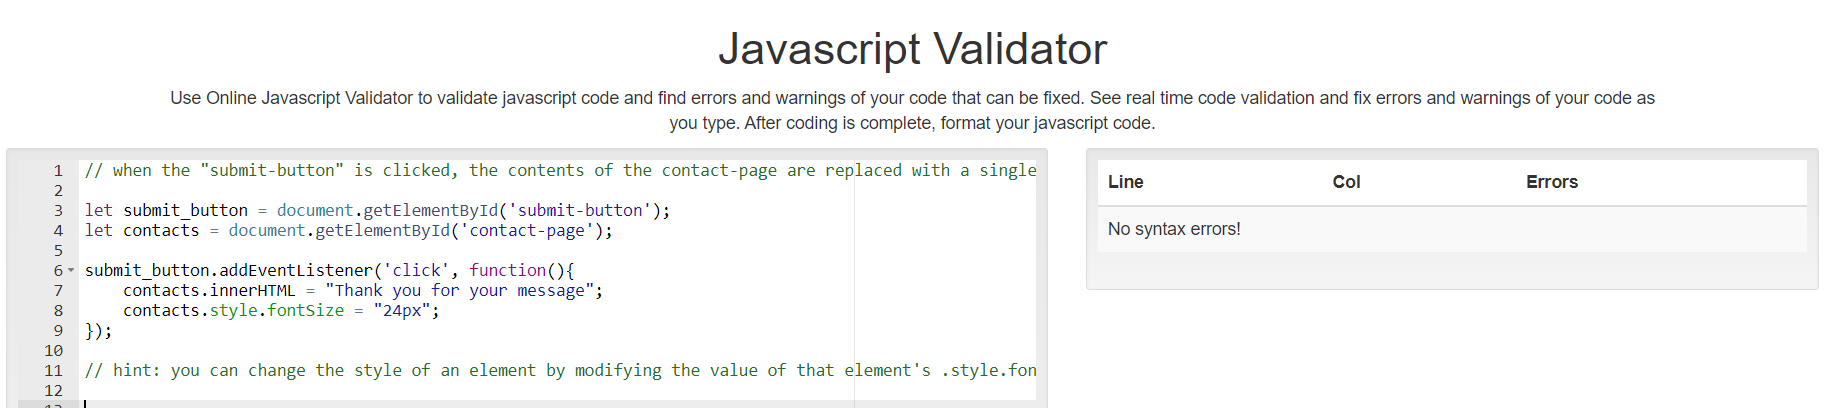 Javascript Validator
Use Online Javascript Validator to validate javascript code and find errors and warnings of your code that can be fixed. See real time code validation and fix errors and warnings of your code as
you type. After coding is complete, format your javascript code.
1 // when the "submit-button" is clicked, the contents of the contact-page are replaced with a single
2
3 let submit_button = document.getElementById('submit-button');
4 let contacts = document.getElementById('contact-page');
5
6 submit_button.addEventListener('click', function(){
7     contacts.innerHTML = "Thank you for your message";
8     contacts.style.fontSize = "24px";
9 });
10
11 // hint: you can change the style of an element by modifying the value of that element's .style.fon
12
13
Line Col Errors
No syntax errors!